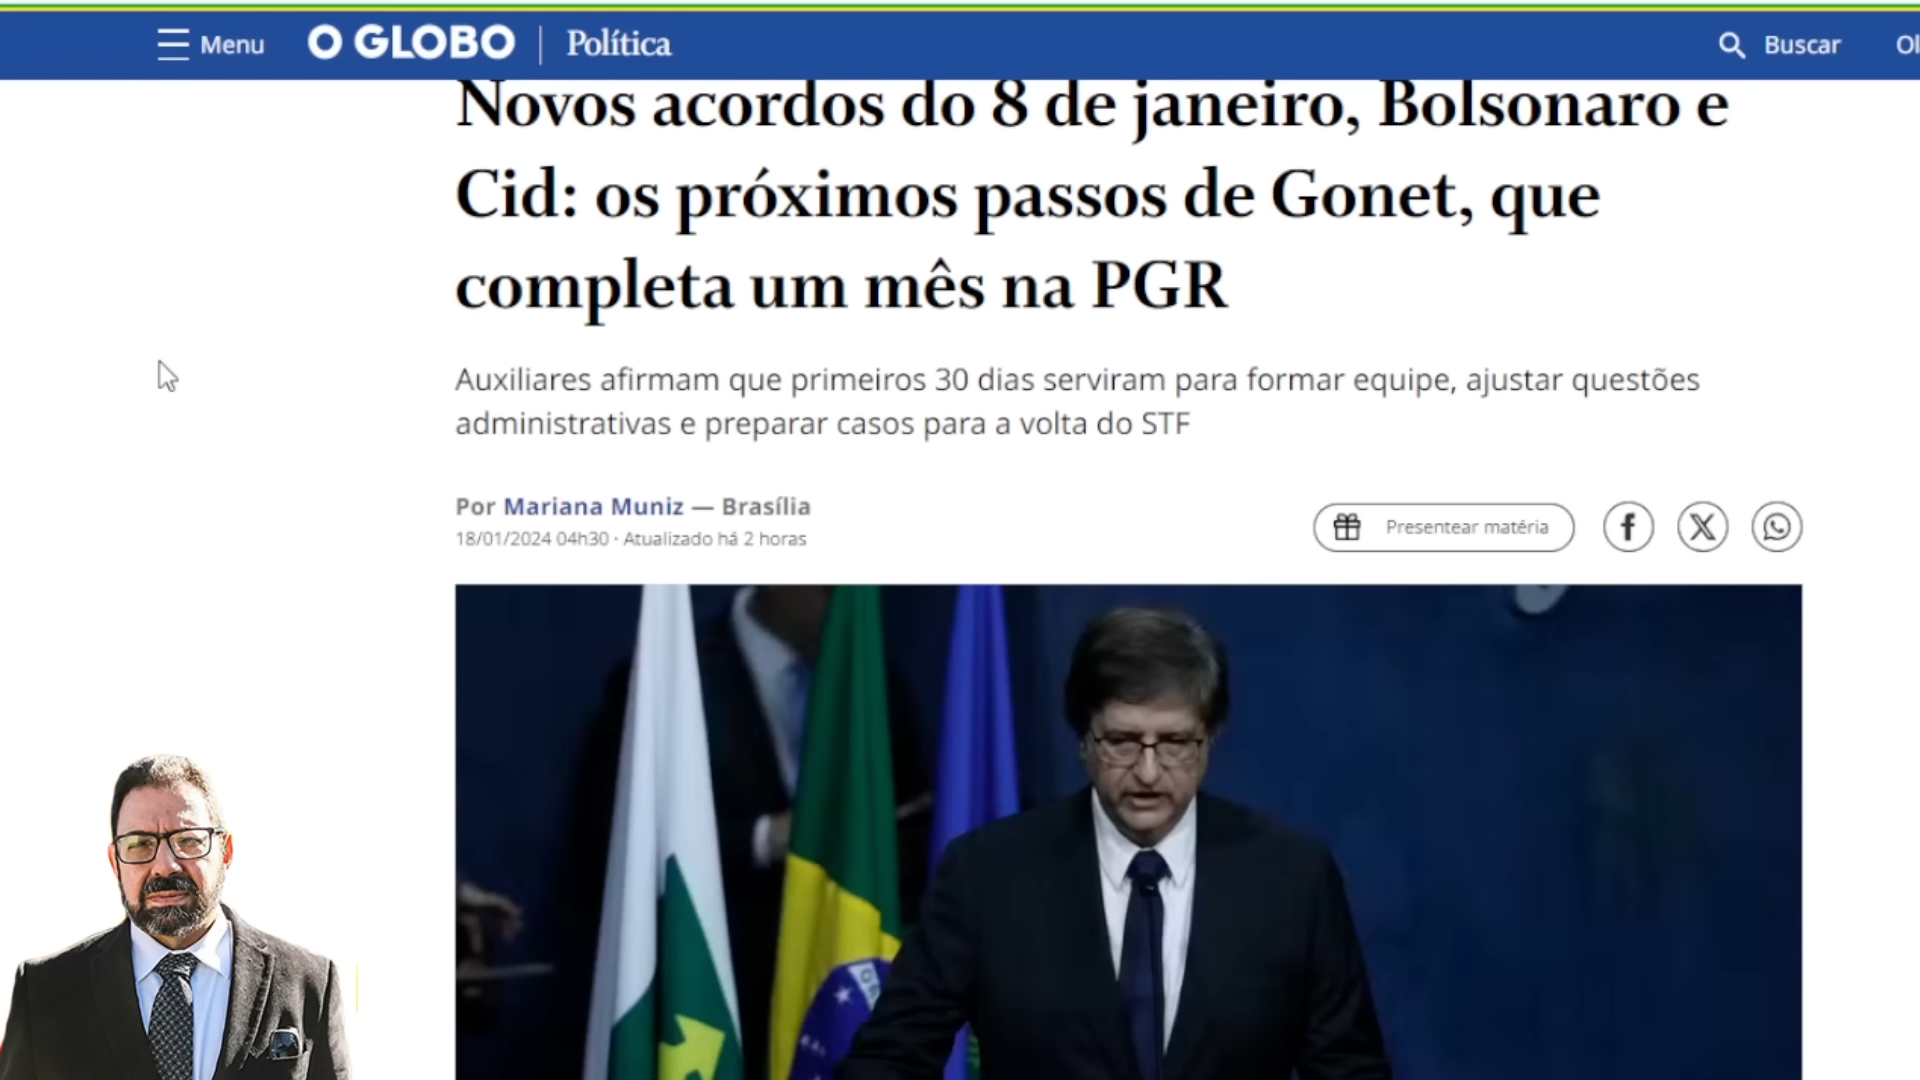 Menu
O GLOBO
Política
Buscar
Novos acordos do 8 de janeiro, Bolsonaro e
Cid: os próximos passos de Gonet, que
completa um mês na PGR
Auxiliares afirmam que primeiros 30 dias serviram para formar equipe, ajustar questões
administrativas e preparar casos para a volta do STF
Por Mariana Muniz — Brasília
18/01/2024 04h30 · Atualizado há 2 horas
Presentear matéria